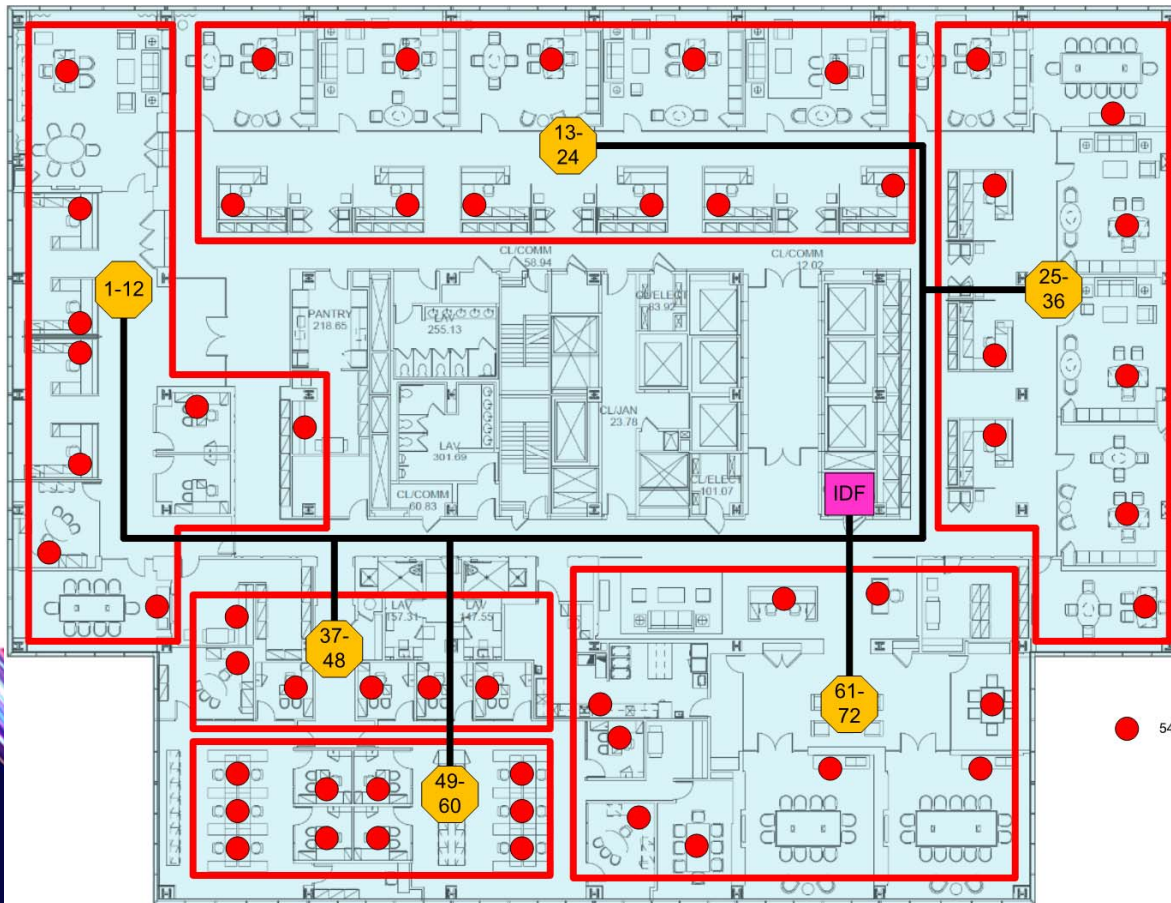 13-
24
CL/COMM
58.94
CL/COMM
12.02
1-12
25-
36
PANTRY
218.65
LAV
255.13
CL/ELECT
83.92
CL/JAN
23.78
LAV
301.69
CL/COMM
60.83
CL/ELECT
101.07
IDF
LAV
157.31
LAV
147.55
37-
48
61-
72
54
49-
60